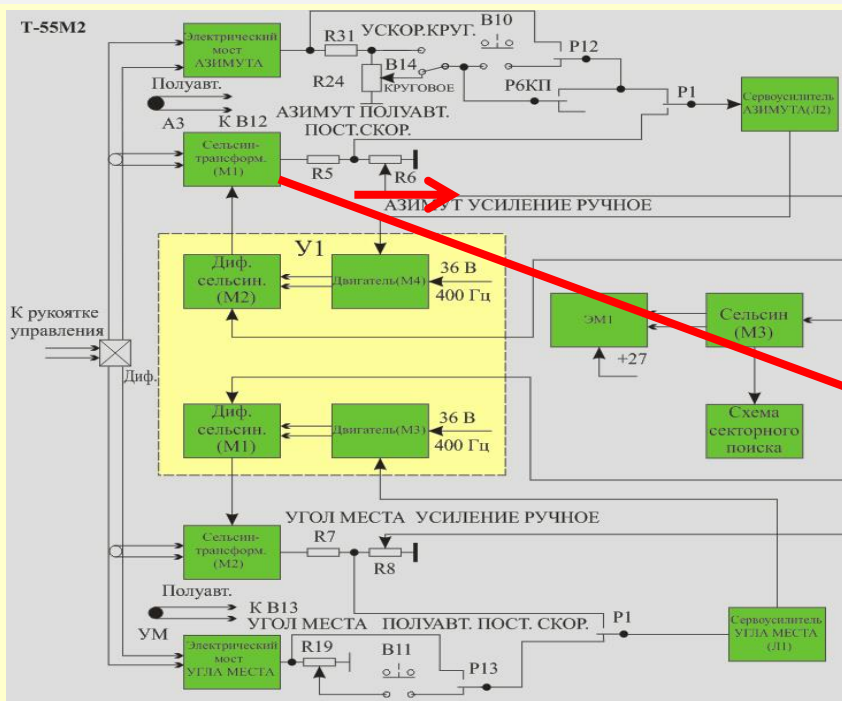 Т-55М2
Электрический
мост
АЗИМУТА
R31
УСКОР.КРУГ.
В10
Р12
R24
В14
КРУГОВОЕ
Р6КП
Р1
Сервоусилитель
АЗИМУТА(Л2)
Полуавт.
АЗ
К В12
АЗИМУТ ПОЛУАВТ.
ПОСТ.СКОР.
Сельсин-
трансформ.
(М1)
R5
R6
АЗИМУТ УСИЛЕНИЕ РУЧНОЕ
У1
Диф.
сельсин.
(М2)
Двигатель(М4)
36 В
400 Гц
ЭМ1
Сельсин
(М3)
+27
К рукоятке
управления
Диф.
Диф.
сельсин.
(М1)
Двигатель(М3)
36 В
400 Гц
Схема
секторного
поиска
УГОЛ МЕСТА УСИЛЕНИЕ РУЧНОЕ
Сельсин-
трансформ.
(М2)
R7
R8
Полуавт.
УМ
К В13
УГОЛ МЕСТА ПОЛУАВТ. ПОСТ. СКОР.
Р1
Сервоусилитель
УГЛА МЕСТА
(Л1)
Электрический
мост
УГЛА МЕСТА
R19
В11
Р13